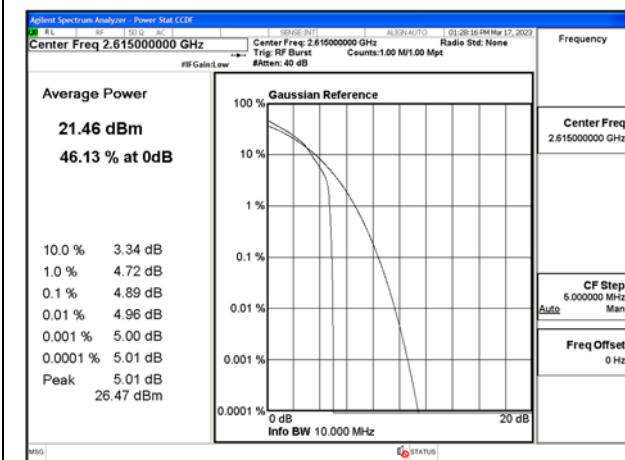 Agilent Spectrum Analyzer - Power Stat CCDF
RL RF 50 Ω AC SENSE:INT ALIGN AUTO 01:28:16 PM Mar 17, 2023
Center Freq 2.615000000 GHz
Center Freq: 2.615000000 GHz Radio Std: None
Trig: RF Burst Counts:1.00 M/1.00 Mpt
#IFGain:Low #Atten: 40 dB
Frequency
Average Power
21.46 dBm
46.13 % at 0dB
10.0 % 3.34 dB
1.0 % 4.72 dB
0.1 % 4.89 dB
0.01 % 4.96 dB
0.001 % 5.00 dB
0.0001 % 5.01 dB
Peak 5.01 dB
26.47 dBm
Gaussian Reference
100 %
10 %
1 %
0.1 %
0.01 %
0.001 %
0.0001 %
0 dB 20 dB
Info BW 10.000 MHz
Center Freq
2.615000000 GHz
CF Step
5.000000 MHz
Auto Man
Freq Offset
0 Hz
MSG STATUS